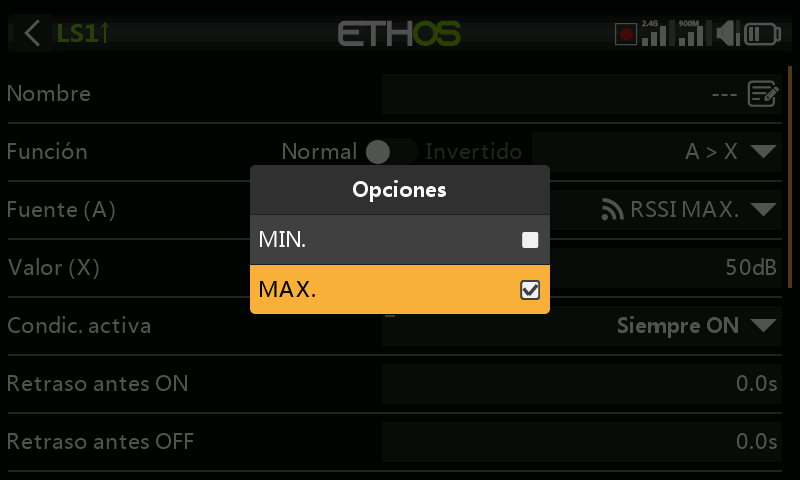 LS1↑ ETHOS 2.4G 900M
Nombre ---
Función Normal Invertido A > X
Opciones
Fuente (A) RSSI MAX.
MIN.
Valor (X) 50dB
MAX.
Condic. activa Siempre ON
Retraso antes ON 0.0s
Retraso antes OFF 0.0s